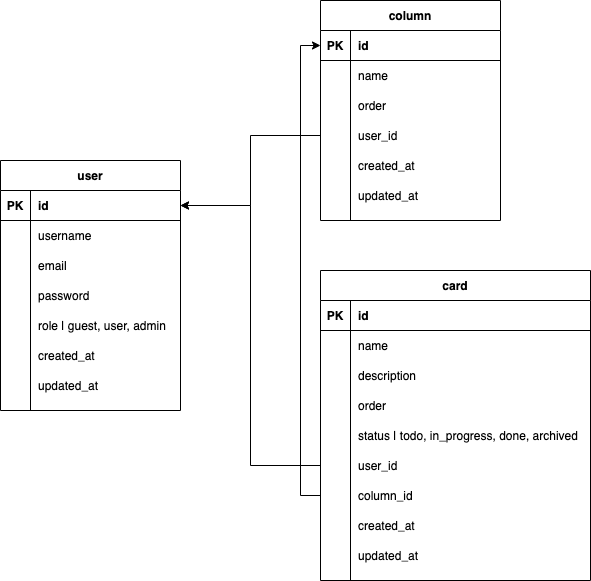 column
PK id
name
order
user_id
created_at
updated_at
user
PK id
username
email
password
role | guest, user, admin
created_at
updated_at
card
PK id
name
description
order
status | todo, in_progress, done, archived
user_id
column_id
created_at
updated_at